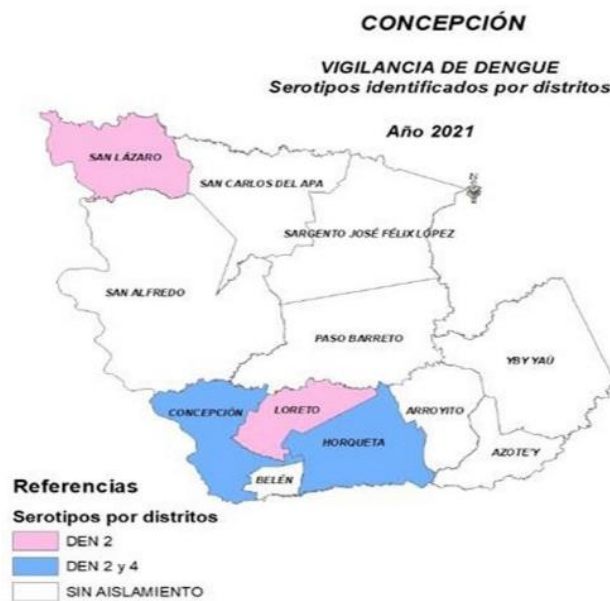 CONCEPCIÓN
VIGILANCIA DE DENGUE
Serotipos identificados por distritos
Año 2021
SAN LÁZARO
SAN CARLOS DEL APA
SARGENTO JOSÉ FÉLIX LÓPEZ
SAN ALFREDO
PASO BARRETO
YBY YAÚ
CONCEPCIÓN
LORETO
ARROYITO
HORQUETA
AZOTE'Y
BELÉN
Referencias
Serotipos por distritos
DEN 2
DEN 2 y 4
SIN AISLAMIENTO